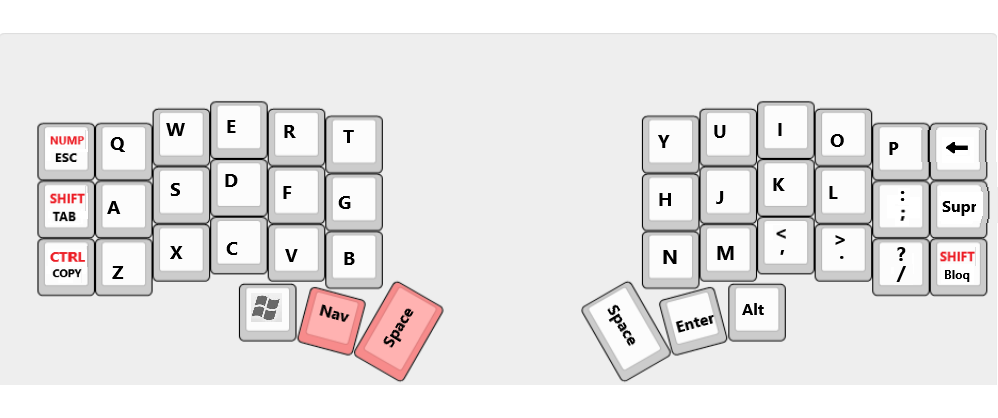 NUMP ESC Q W E R T Y U I O P ←
SHIFT TAB A S D F G H J K L : ; Supr
CTRL COPY Z X C V B N M < , > . ? / SHIFT Bloq
Nav Space Space Enter Alt